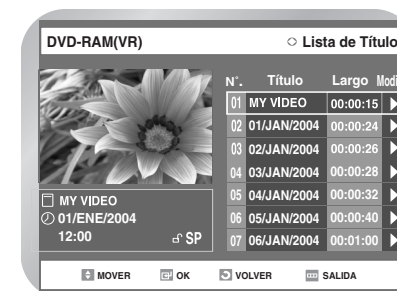 DVD-RAM(VR)
Lista de Título
N°. Título Largo Modi
01 MY VIDEO 00:00:15
02 01/JAN/2004 00:00:24
03 02/JAN/2004 00:00:26
04 03/JAN/2004 00:00:28
05 04/JAN/2004 00:00:32
06 05/JAN/2004 00:00:40
07 06/JAN/2004 00:01:00
MY VIDEO
01/ENE/2004
12:00 SP
MOVER OK VOLVER SALIDA